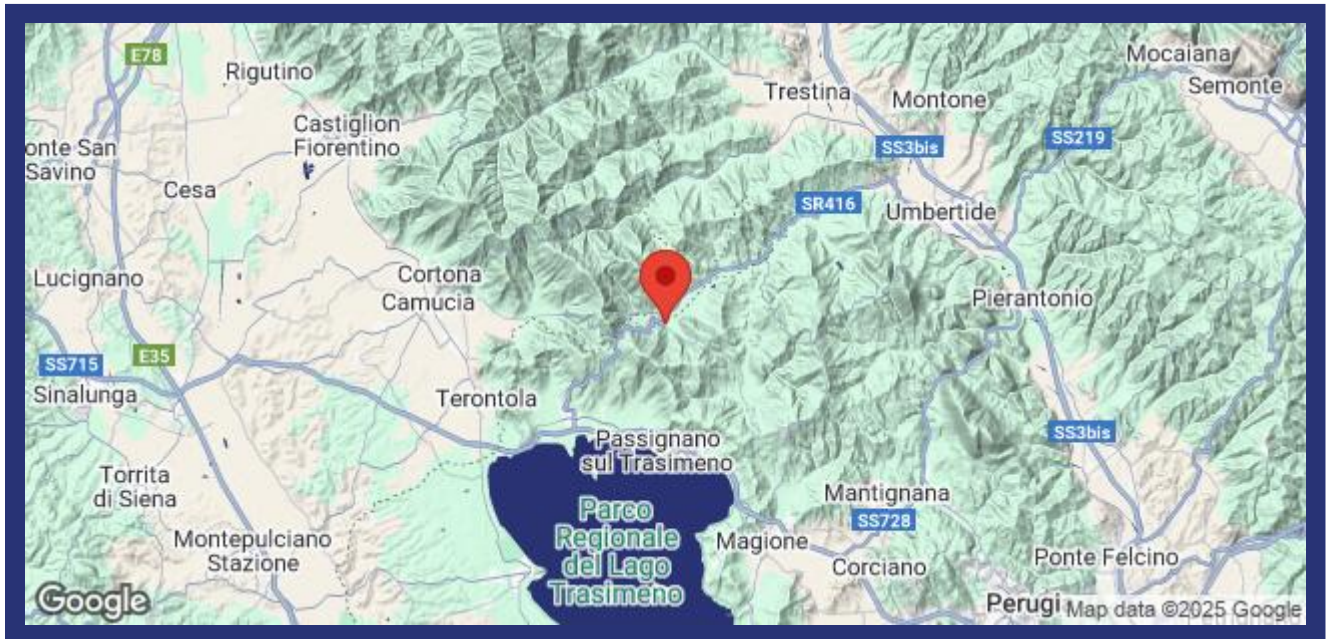 E78
Rigutino
Mocaiana
Semonte
Trestina
Montone
Castiglion
Fiorentino
SS3bis
SS219
onte San
Savino
Cesa
SR416
Umbertide
Lucignano
Cortona
Camucia
Pierantonio
SS715
E35
Sinalunga
Terontola
Passignano
sul Trasimeno
SS3bis
Torrita
di Siena
Mantignana
SS728
Parco
Regionale
del Lago
Trasimeno
Montepulciano
Stazione
Magione
Corciano
Ponte Felcino
Google
Perugi
Map data ©2025 Google